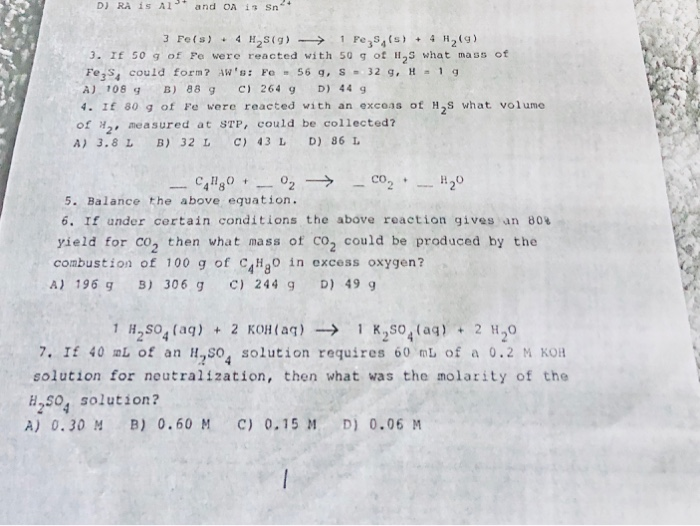 D) RA is Al³⁺ and OA is Sn²⁺
3 Fe(s) + 4 H₂S(g) ⟶ 1 Fe₃S₄(s) + 4 H₂(g)
3. If 50 g of Fe were reacted with 50 g of H₂S what mass of
Fe₃S₄ could form? AW's: Fe = 56 g, S = 32 g, H = 1 g
A) 108 g B) 88 g C) 264 g D) 44 g
4. If 80 g of Fe were reacted with an excess of H₂S what volume
of H₂, measured at STP, could be collected?
A) 3.8 L B) 32 L C) 43 L D) 86 L
__ C₄H₈O + __ O₂ ⟶ __ CO₂ + __ H₂O
5. Balance the above equation.
6. If under certain conditions the above reaction gives an 80%
yield for CO₂ then what mass of CO₂ could be produced by the
combustion of 100 g of C₄H₈O in excess oxygen?
A) 196 g B) 306 g C) 244 g D) 49 g
1 H₂SO₄(aq) + 2 KOH(aq) ⟶ 1 K₂SO₄(aq) + 2 H₂O
7. If 40 mL of an H₂SO₄ solution requires 60 mL of a 0.2 M KOH
solution for neutralization, then what was the molarity of the
H₂SO₄ solution?
A) 0.30 M B) 0.60 M C) 0.15 M D) 0.06 M
1